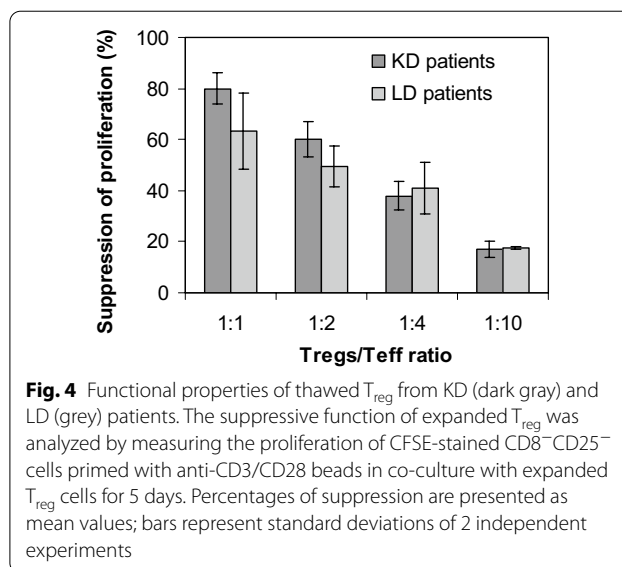 Suppression of proliferation (%)
100
80
60
40
20
0
KD patients
LD patients
1:1 1:2 1:4 1:10
Tregs/Teff ratio
Fig. 4 Functional properties of thawed Treg from KD (dark gray) and
LD (grey) patients. The suppressive function of expanded Treg was
analyzed by measuring the proliferation of CFSE-stained CD8−CD25−
cells primed with anti-CD3/CD28 beads in co-culture with expanded
Treg cells for 5 days. Percentages of suppression are presented as
mean values; bars represent standard deviations of 2 independent
experiments